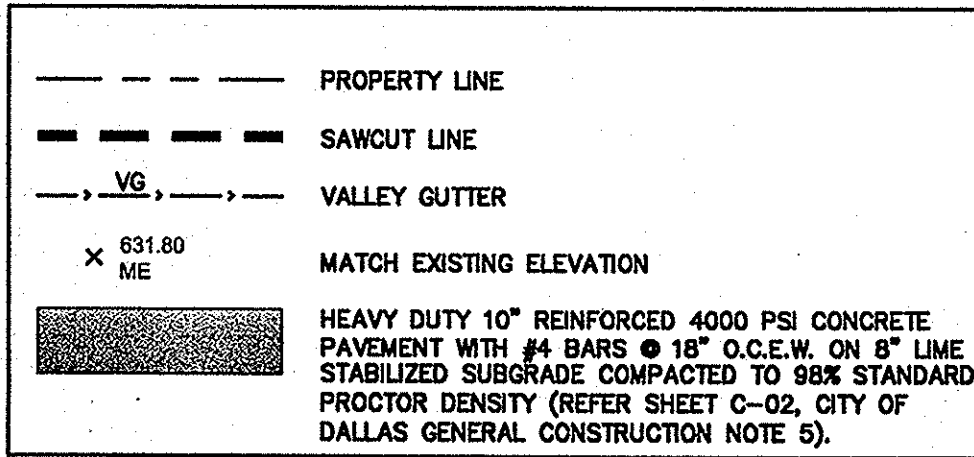 PROPERTY LINE
SAWCUT LINE
VG
VALLEY GUTTER
631.80
ME
MATCH EXISTING ELEVATION
HEAVY DUTY 10" REINFORCED 4000 PSI CONCRETE
PAVEMENT WITH #4 BARS @ 18" O.C.E.W. ON 8" LIME
STABILIZED SUBGRADE COMPACTED TO 98% STANDARD
PROCTOR DENSITY (REFER SHEET C-02, CITY OF
DALLAS GENERAL CONSTRUCTION NOTE 5).